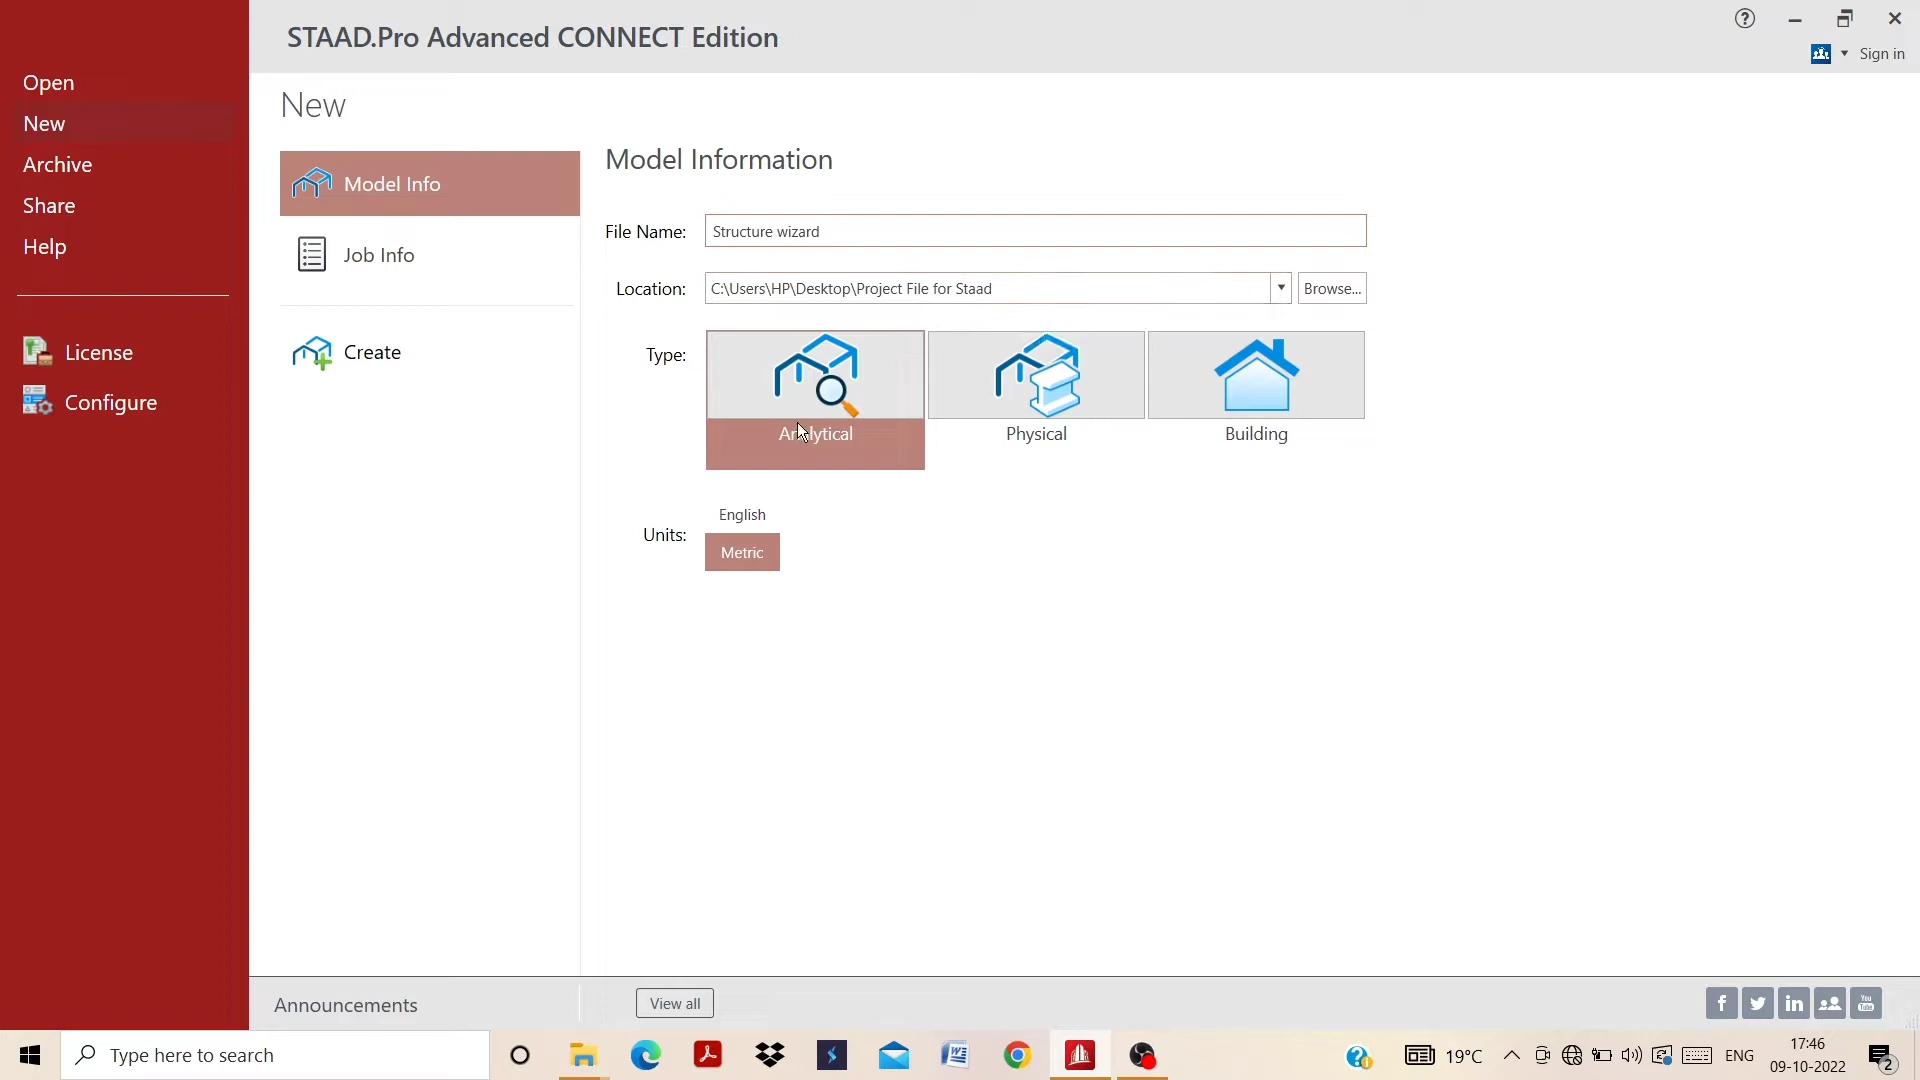 STAAD.Pro Advanced CONNECT Edition
Sign in
Open
New
Archive
Share
Help
License
Configure
New
Model Info
Job Info
Create
Model Information
File Name: Structure wizard
Location: C:\Users\HP\Desktop\Project File for Staad Browse...
Type:
Analytical Physical Building
Units:
English
Metric
Announcements
View all
Type here to search
19°C
ENG
17:46
09-10-2022
2